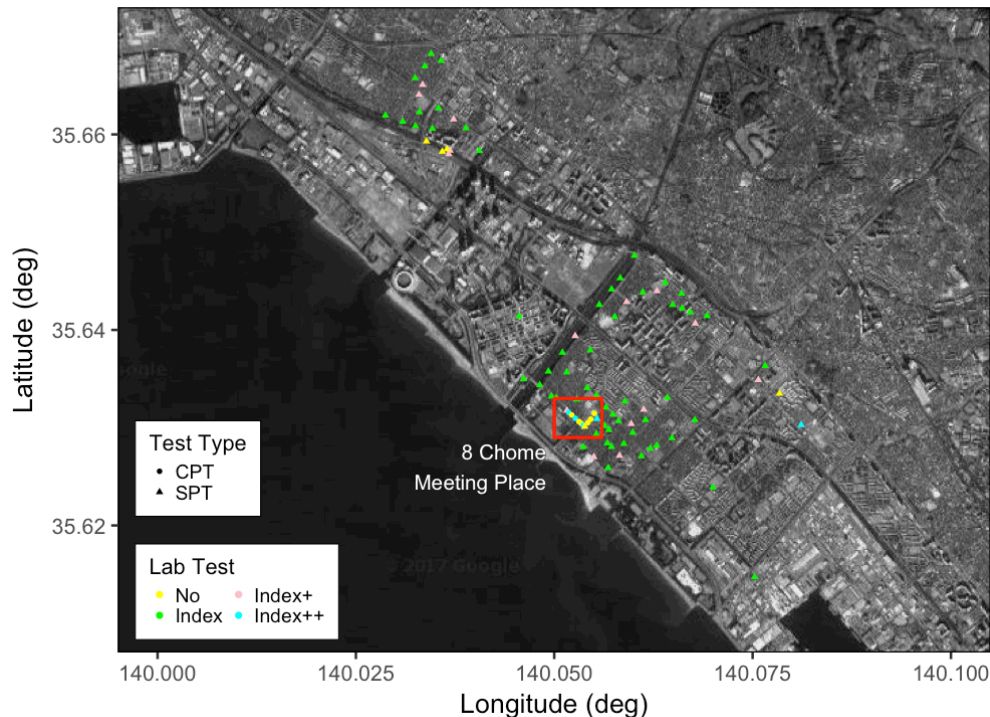 Latitude (deg)
35.66
35.64
35.62
8 Chome
Meeting Place
Test Type
CPT
SPT
Lab Test
No
Index+
Index
Index++
Google
© 2017 Google
140.000
140.025
140.050
140.075
140.100
Longitude (deg)